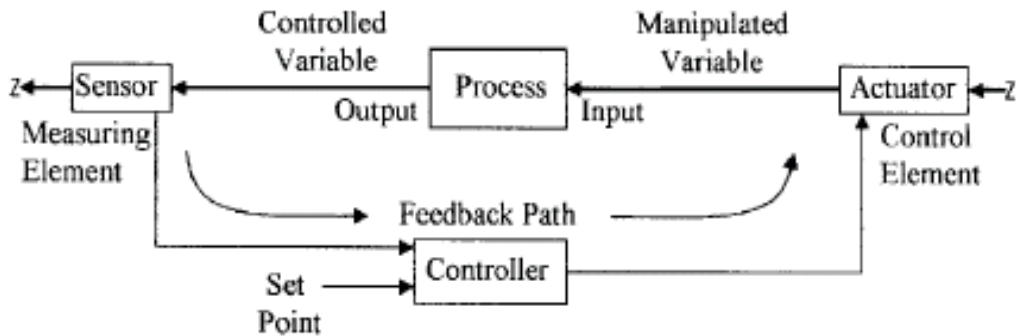 Controlled
Variable
Manipulated
Variable
Z
Sensor
Process
Actuator
Z
Output
Input
Measuring
Element
Control
Element
Feedback Path
Controller
Set
Point